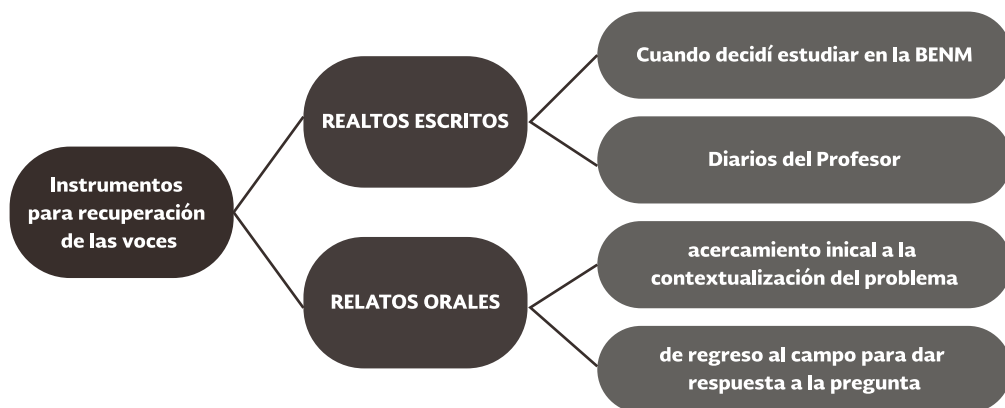 Instrumentos
para recuperación
de las voces
REALTOS ESCRITOS
Cuando decidí estudiar en la BENM
Diarios del Profesor
RELATOS ORALES
acercamiento inical a la
contextualización del problema
de regreso al campo para dar
respuesta a la pregunta